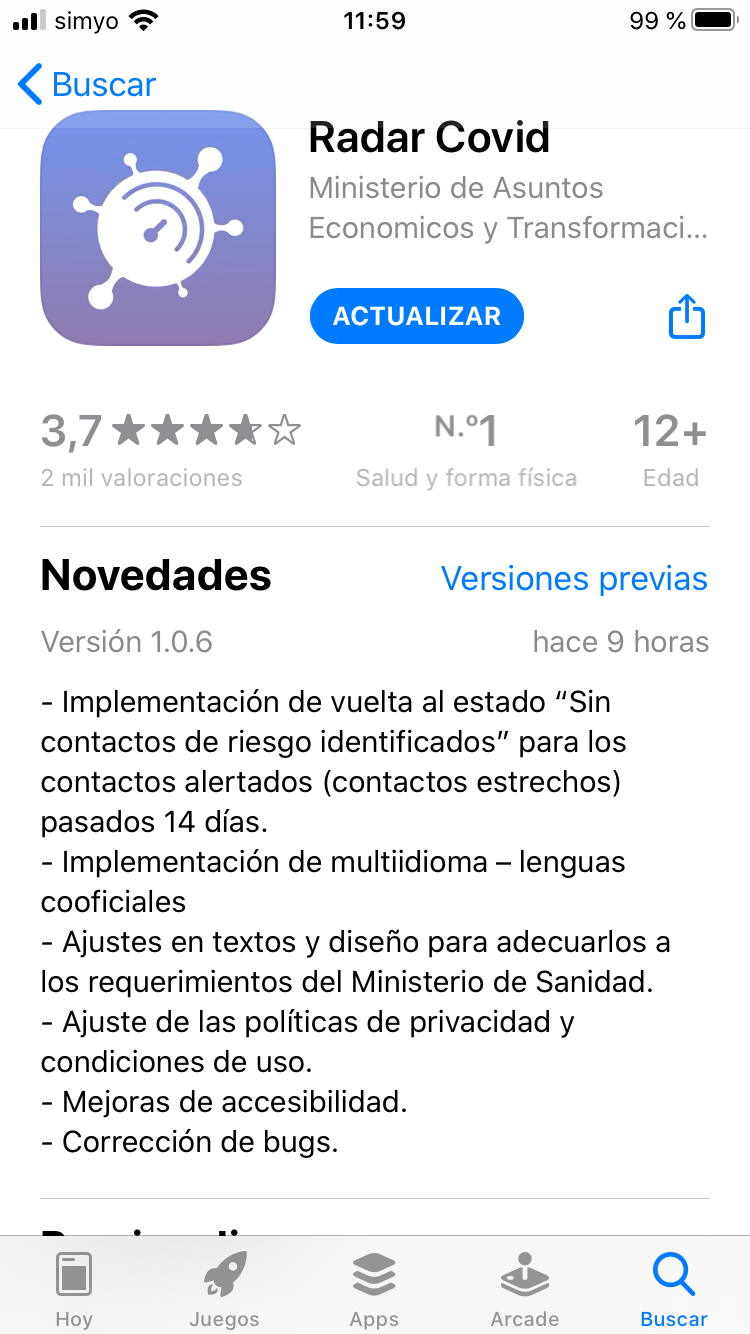 simyo 11:59 99 %
Buscar
Radar Covid
Ministerio de Asuntos
Economicos y Transformaci...
ACTUALIZAR
3,7 N.º1 12+
2 mil valoraciones Salud y forma física Edad
Novedades Versiones previas
Versión 1.0.6 hace 9 horas
- Implementación de vuelta al estado “Sin
contactos de riesgo identificados” para los
contactos alertados (contactos estrechos)
pasados 14 días.
- Implementación de multiidioma – lenguas
cooficiales
- Ajustes en textos y diseño para adecuarlos a
los requerimientos del Ministerio de Sanidad.
- Ajuste de las políticas de privacidad y
condiciones de uso.
- Mejoras de accesibilidad.
- Corrección de bugs.
Hoy Juegos Apps Arcade Buscar